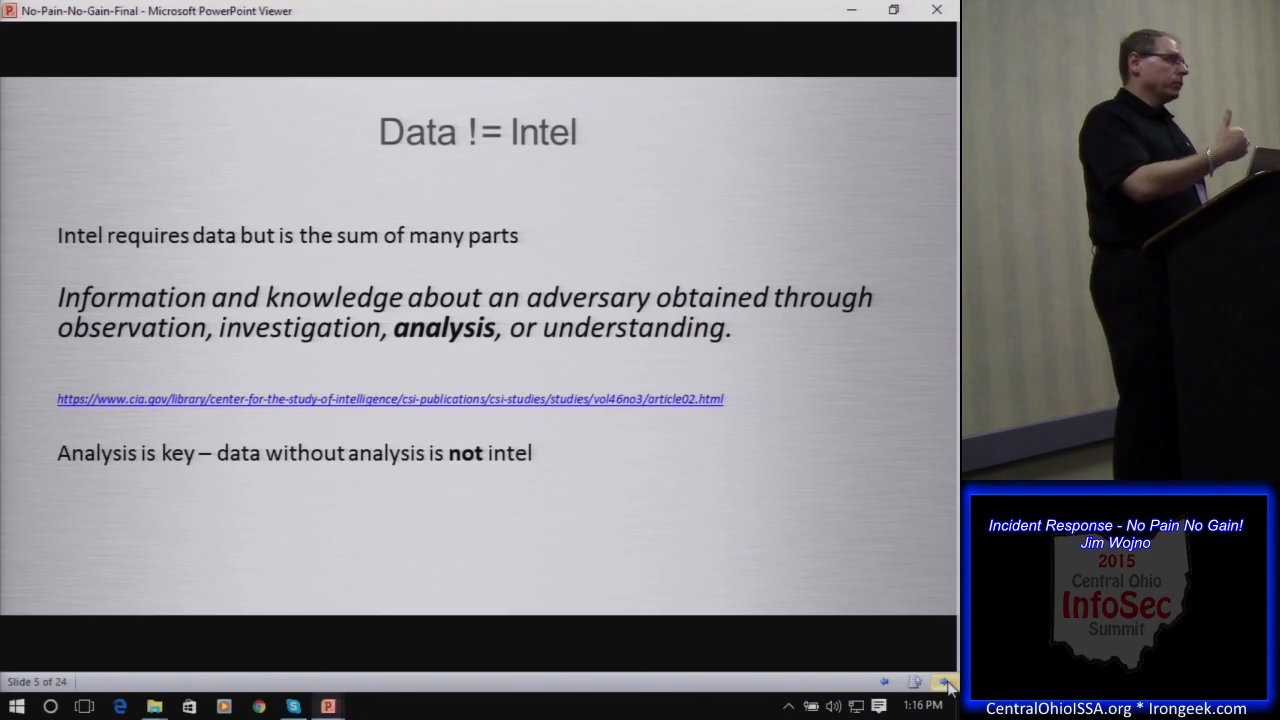 No-Pain-No-Gain-Final - Microsoft PowerPoint Viewer
Data != Intel
Intel requires data but is the sum of many parts
Information and knowledge about an adversary obtained through
observation, investigation, analysis, or understanding.
https://www.cia.gov/library/center-for-the-study-of-intelligence/csi-publications/csi-studies/studies/vol46no3/article02.html
Analysis is key – data without analysis is not intel
Slide 5 of 24
1:16 PM
Incident Response - No Pain No Gain!
Jim Wojno
2015
Central Ohio
InfoSec
Summit
CentralOhioISSA.org * Irongeek.com